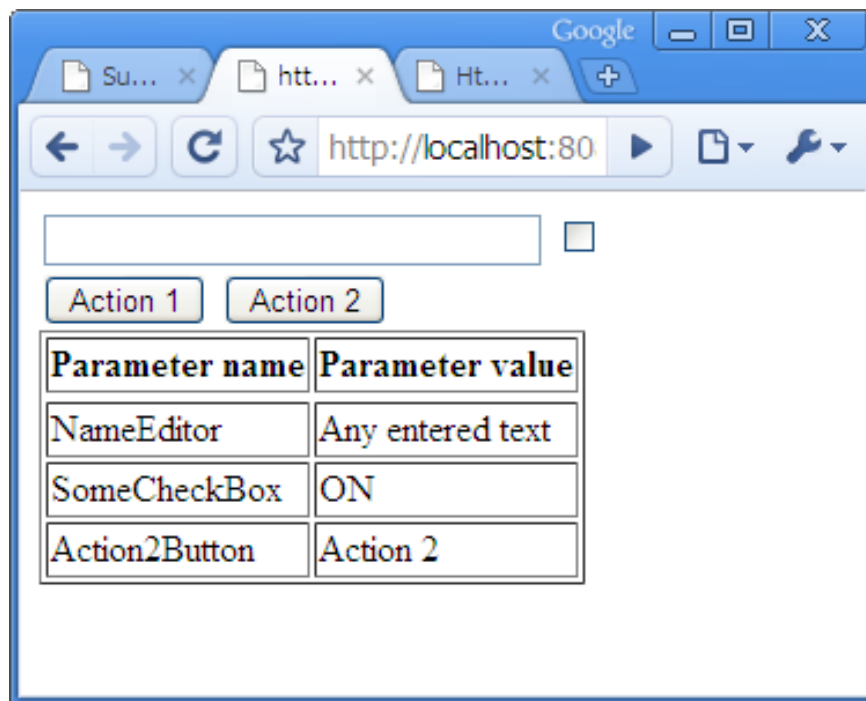 Google
Su... htt... Ht...
http://localhost:80
Action 1 Action 2
Parameter name Parameter value
NameEditor Any entered text
SomeCheckBox ON
Action2Button Action 2